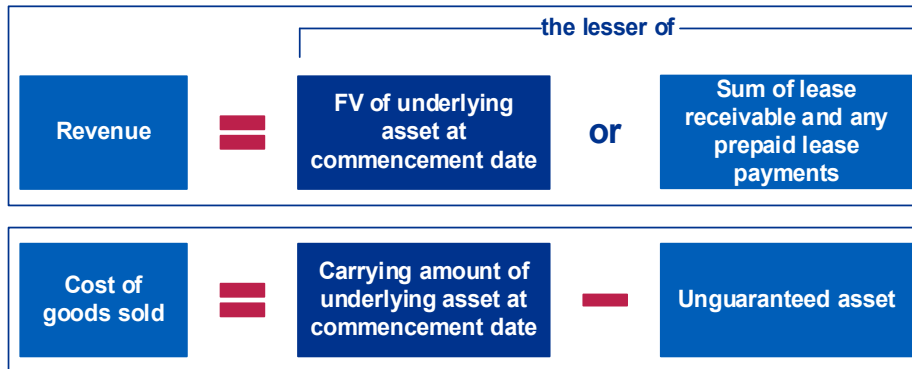 the lesser of
Revenue
FV of underlying
asset at
commencement date
or
Sum of lease
receivable and any
prepaid lease
payments
Cost of
goods sold
Carrying amount of
underlying asset at
commencement date
Unguaranteed asset